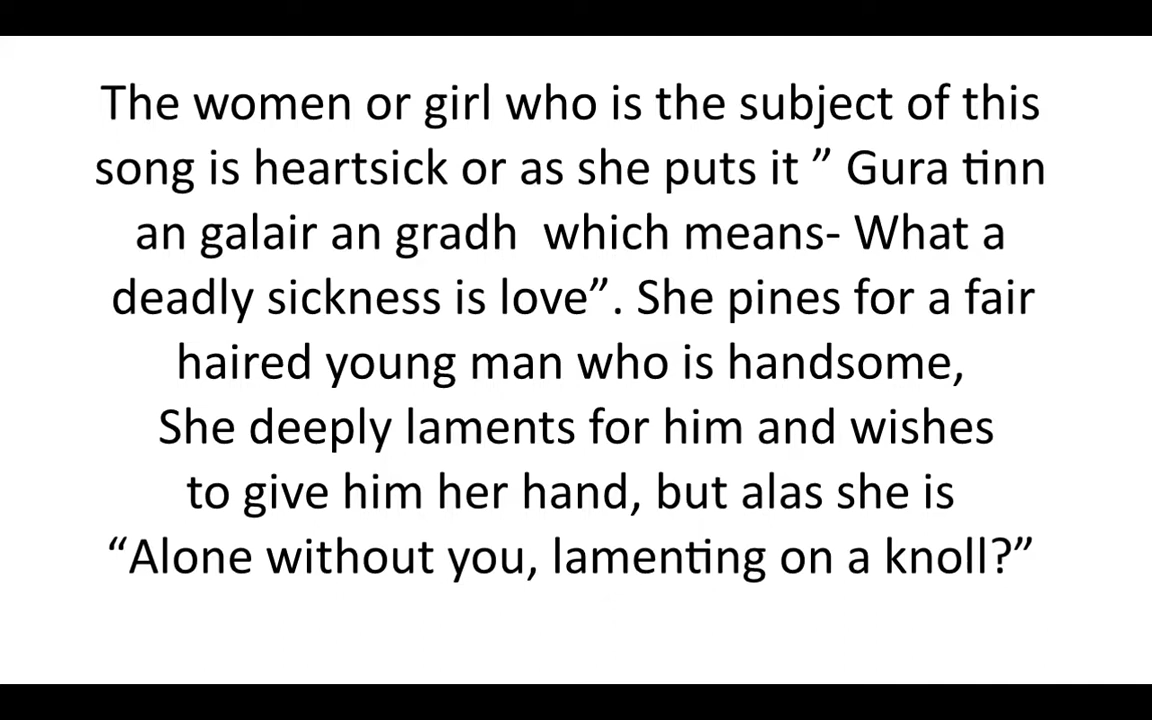 The women or girl who is the subject of this
song is heartsick or as she puts it ” Gura tinn
an galair an gradh  which means- What a
deadly sickness is love”. She pines for a fair
haired young man who is handsome,
She deeply laments for him and wishes
to give him her hand, but alas she is
“Alone without you, lamenting on a knoll?”